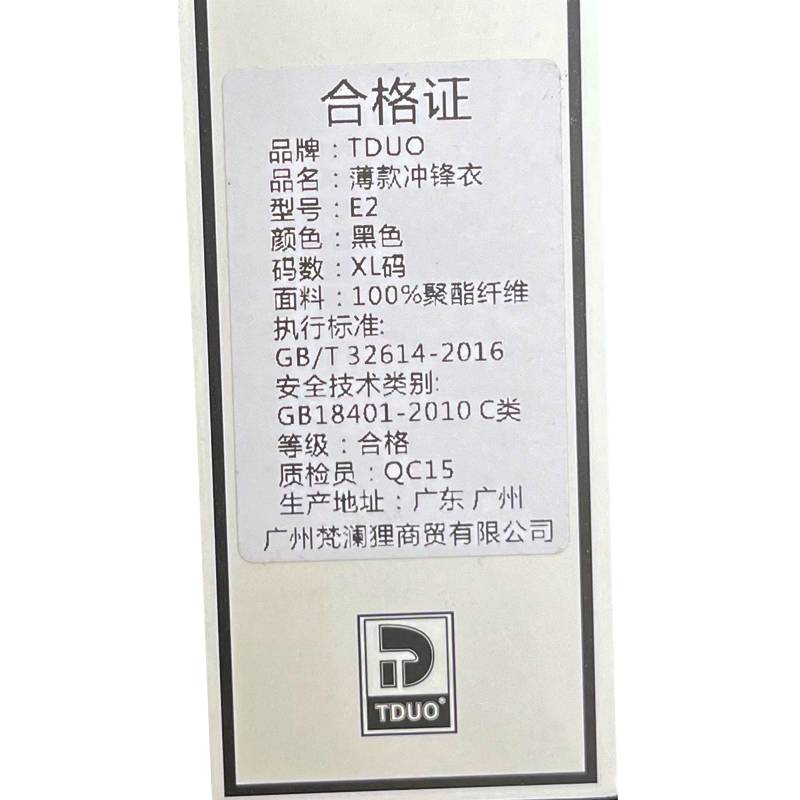 合格证
品牌：TDUO
品名：薄款冲锋衣
型号：E2
颜色：黑色
码数：XL码
面料：100%聚酯纤维
执行标准:
GB/T 32614-2016
安全技术类别:
GB18401-2010 C类
等级：合格
质检员：QC15
生产地址：广东 广州
广州梵澜狸商贸有限公司
TDUO®